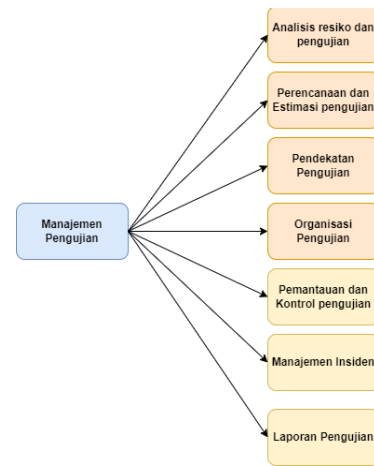 Analisis resiko dan
pengujian
Perencanaan dan
Estimasi pengujian
Pendekatan
Pengujian
Manajemen
Pengujian
Organisasi
Pengujian
Pemantauan dan
Kontrol pengujian
Manajemen Insiden
Laporan Pengujian